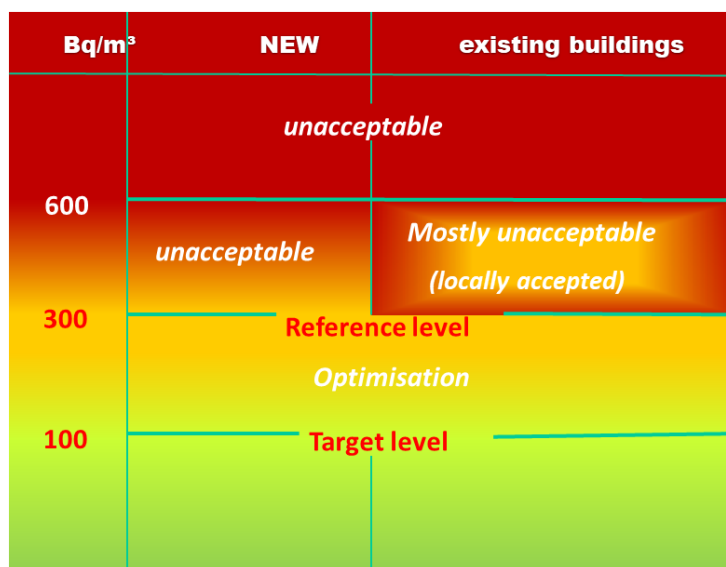 Bq/m³ NEW existing buildings
unacceptable
600
unacceptable
Mostly unacceptable
(locally accepted)
300
Reference level
Optimisation
100
Target level